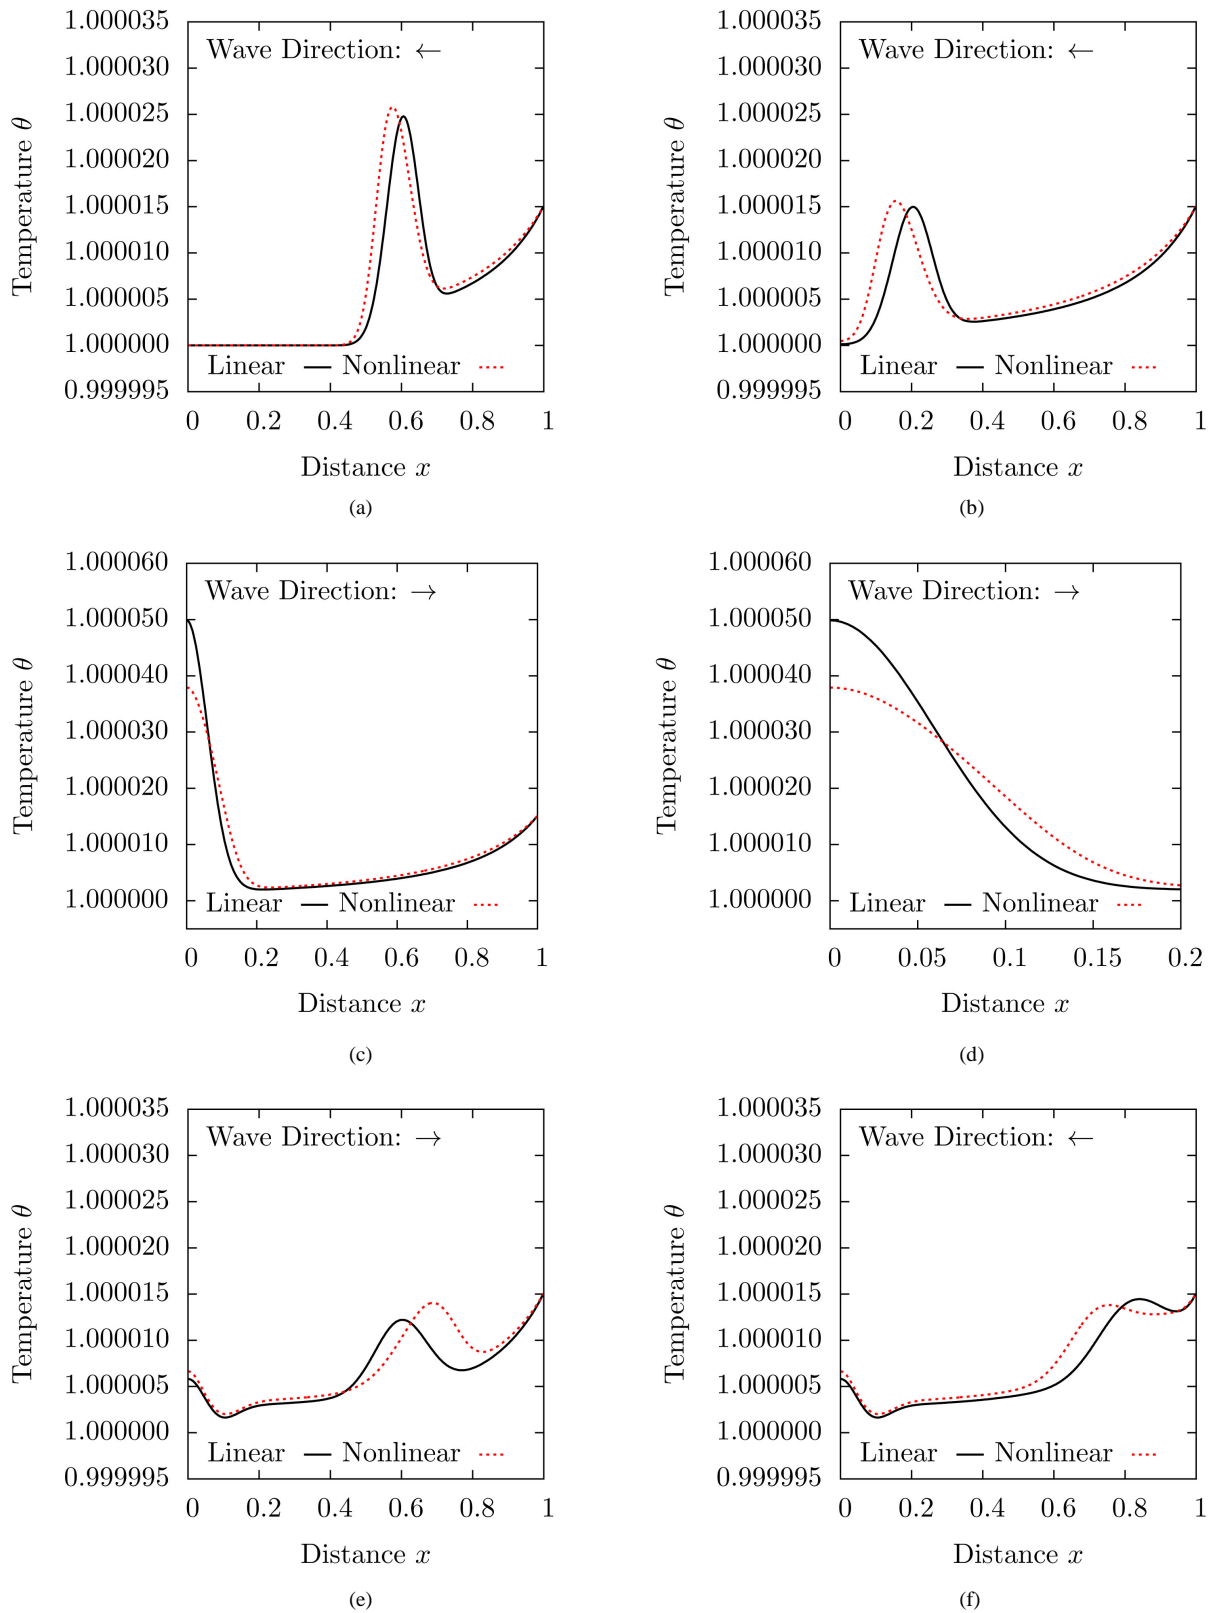 1.000035
Wave Direction: ←
1.000030
1.000025
1.000020
1.000015
1.000010
1.000005
1.000000
Linear Nonlinear
0.999995
0 0.2 0.4 0.6 0.8 1
Temperature θ
Distance x
(a)
1.000035
Wave Direction: ←
1.000030
1.000025
1.000020
1.000015
1.000010
1.000005
1.000000
Linear Nonlinear
0.999995
0 0.2 0.4 0.6 0.8 1
Temperature θ
Distance x
(b)
1.000060
Wave Direction: →
1.000050
1.000040
1.000030
1.000020
1.000010
1.000000
Linear Nonlinear
0 0.2 0.4 0.6 0.8 1
Temperature θ
Distance x
(c)
1.000060
Wave Direction: →
1.000050
1.000040
1.000030
1.000020
1.000010
1.000000
Linear Nonlinear
0 0.05 0.1 0.15 0.2
Temperature θ
Distance x
(d)
1.000035
Wave Direction: →
1.000030
1.000025
1.000020
1.000015
1.000010
1.000005
1.000000
Linear Nonlinear
0.999995
0 0.2 0.4 0.6 0.8 1
Temperature θ
Distance x
(e)
1.000035
Wave Direction: ←
1.000030
1.000025
1.000020
1.000015
1.000010
1.000005
1.000000
Linear Nonlinear
0.999995
0 0.2 0.4 0.6 0.8 1
Temperature θ
Distance x
(f)